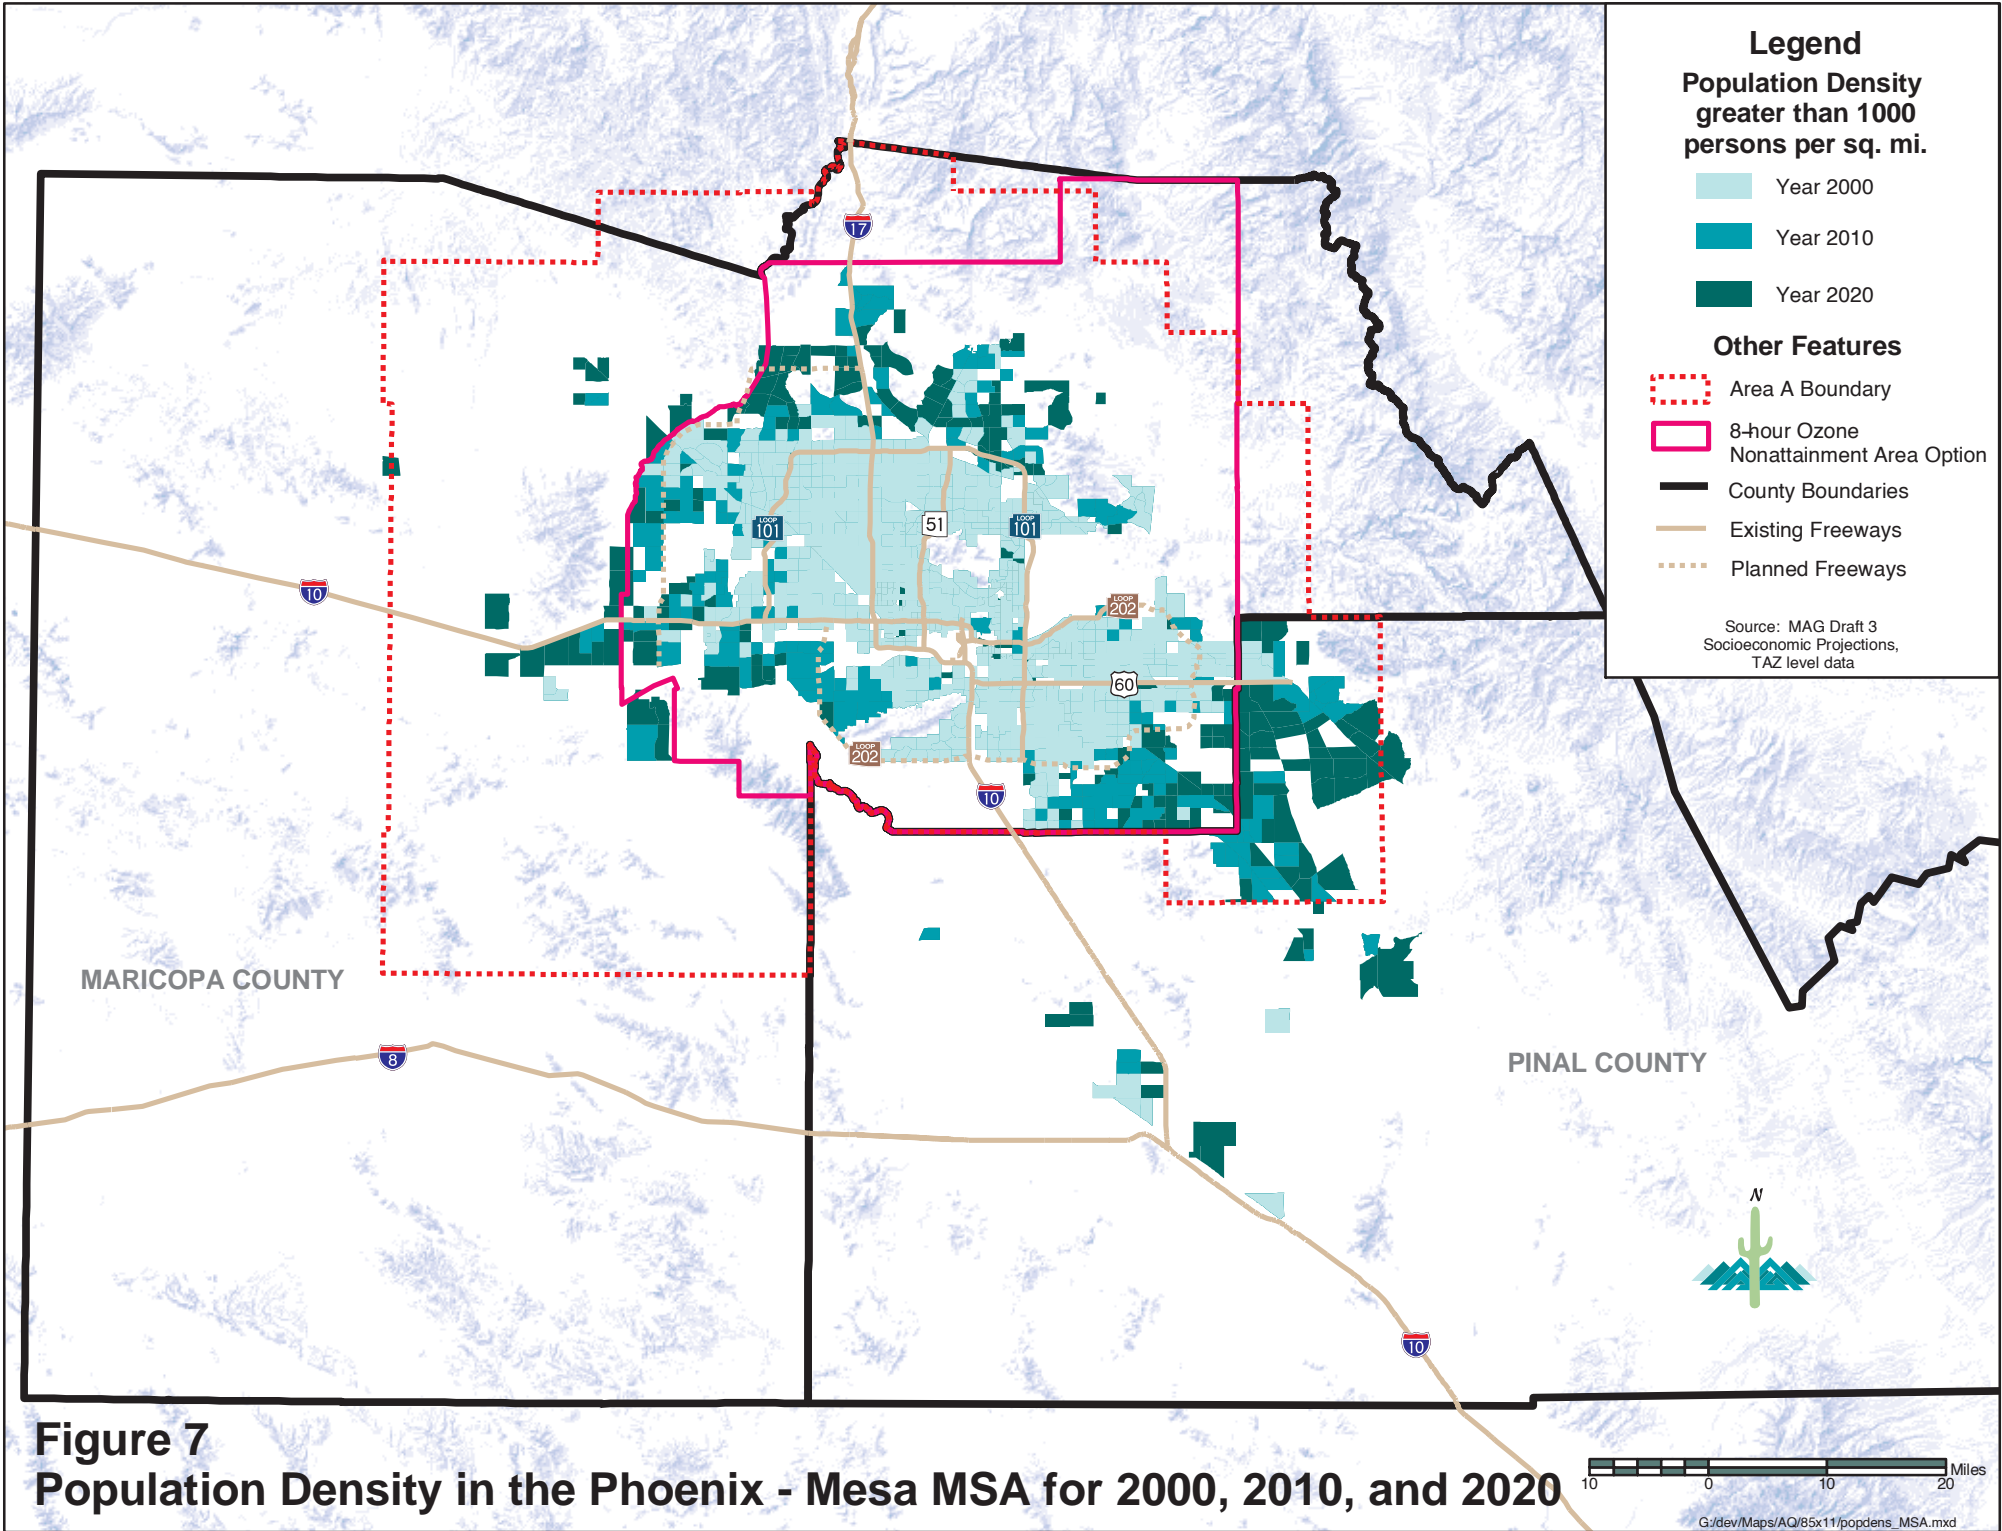 Legend
Population Density
greater than 1000
persons per sq. mi.
Year 2000
Year 2010
Year 2020
Other Features
Area A Boundary
8-hour Ozone
Nonattainment Area Option
County Boundaries
Existing Freeways
Planned Freeways
Source: MAG Draft 3
Socioeconomic Projections,
TAZ level data
17
LOOP
101
51
LOOP
101
10
LOOP
202
60
LOOP
202
10
MARICOPA COUNTY
8
PINAL COUNTY
N
10
Figure 7
Population Density in the Phoenix - Mesa MSA for 2000, 2010, and 2020
10 0 10 20 Miles
G:/dev/Maps/AQ/85x11/popdens_MSA.mxd